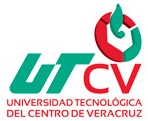 UTCV
UNIVERSIDAD TECNOLÓGICA
DEL CENTRO DE VERACRUZ